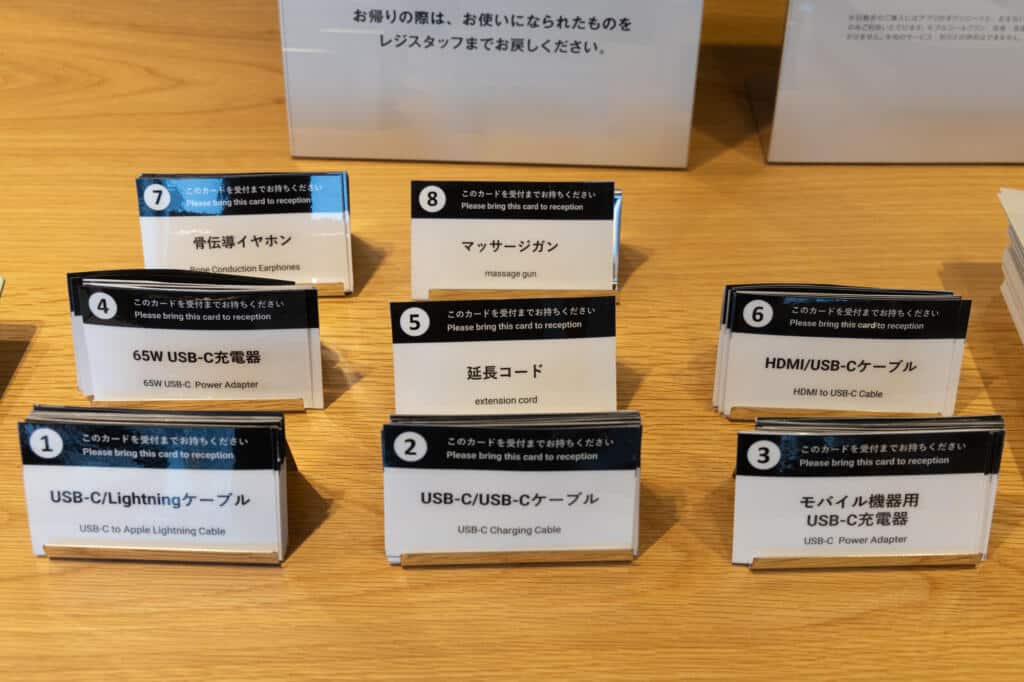 お帰りの際は、お使いになられたものを
レジスタッフまでお戻しください。
7
このカードを受付までお持ちください
Please bring this card to reception
骨伝導イヤホン
Bone Conduction Earphones
8
このカードを受付までお持ちください
Please bring this card to reception
マッサージガン
massage gun
4
このカードを受付までお持ちください
Please bring this card to reception
65W USB-C充電器
65W USB-C Power Adapter
5
このカードを受付までお持ちください
Please bring this card to reception
延長コード
extension cord
6
このカードを受付までお持ちください
Please bring this card to reception
HDMI/USB-Cケーブル
HDMI to USB-C Cable
1
このカードを受付までお持ちください
Please bring this card to reception
USB-C/Lightningケーブル
USB-C to Apple Lightning Cable
2
このカードを受付までお持ちください
Please bring this card to reception
USB-C/USB-Cケーブル
USB-C Charging Cable
3
このカードを受付までお持ちください
Please bring this card to reception
モバイル機器用
USB-C充電器
USB-C Power Adapter